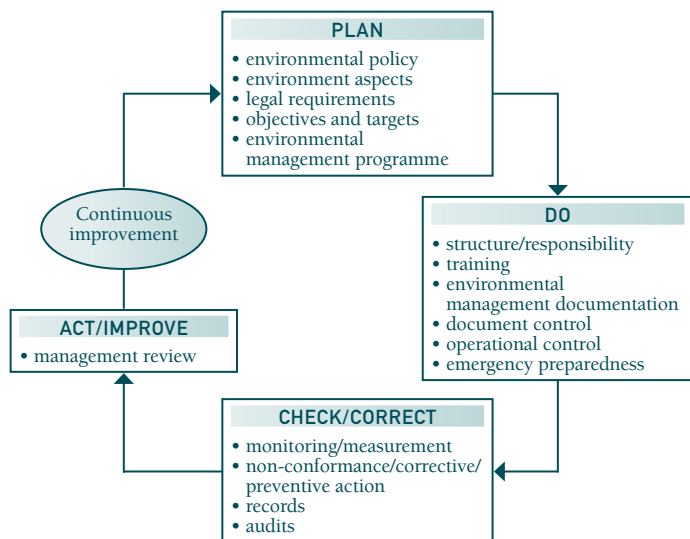 PLAN
• environmental policy
• environment aspects
• legal requirements
• objectives and targets
• environmental
management programme
Continuous
improvement
DO
• structure/responsibility
• training
• environmental
management documentation
• document control
• operational control
• emergency preparedness
ACT/IMPROVE
• management review
CHECK/CORRECT
• monitoring/measurement
• non-conformance/corrective/
preventive action
• records
• audits